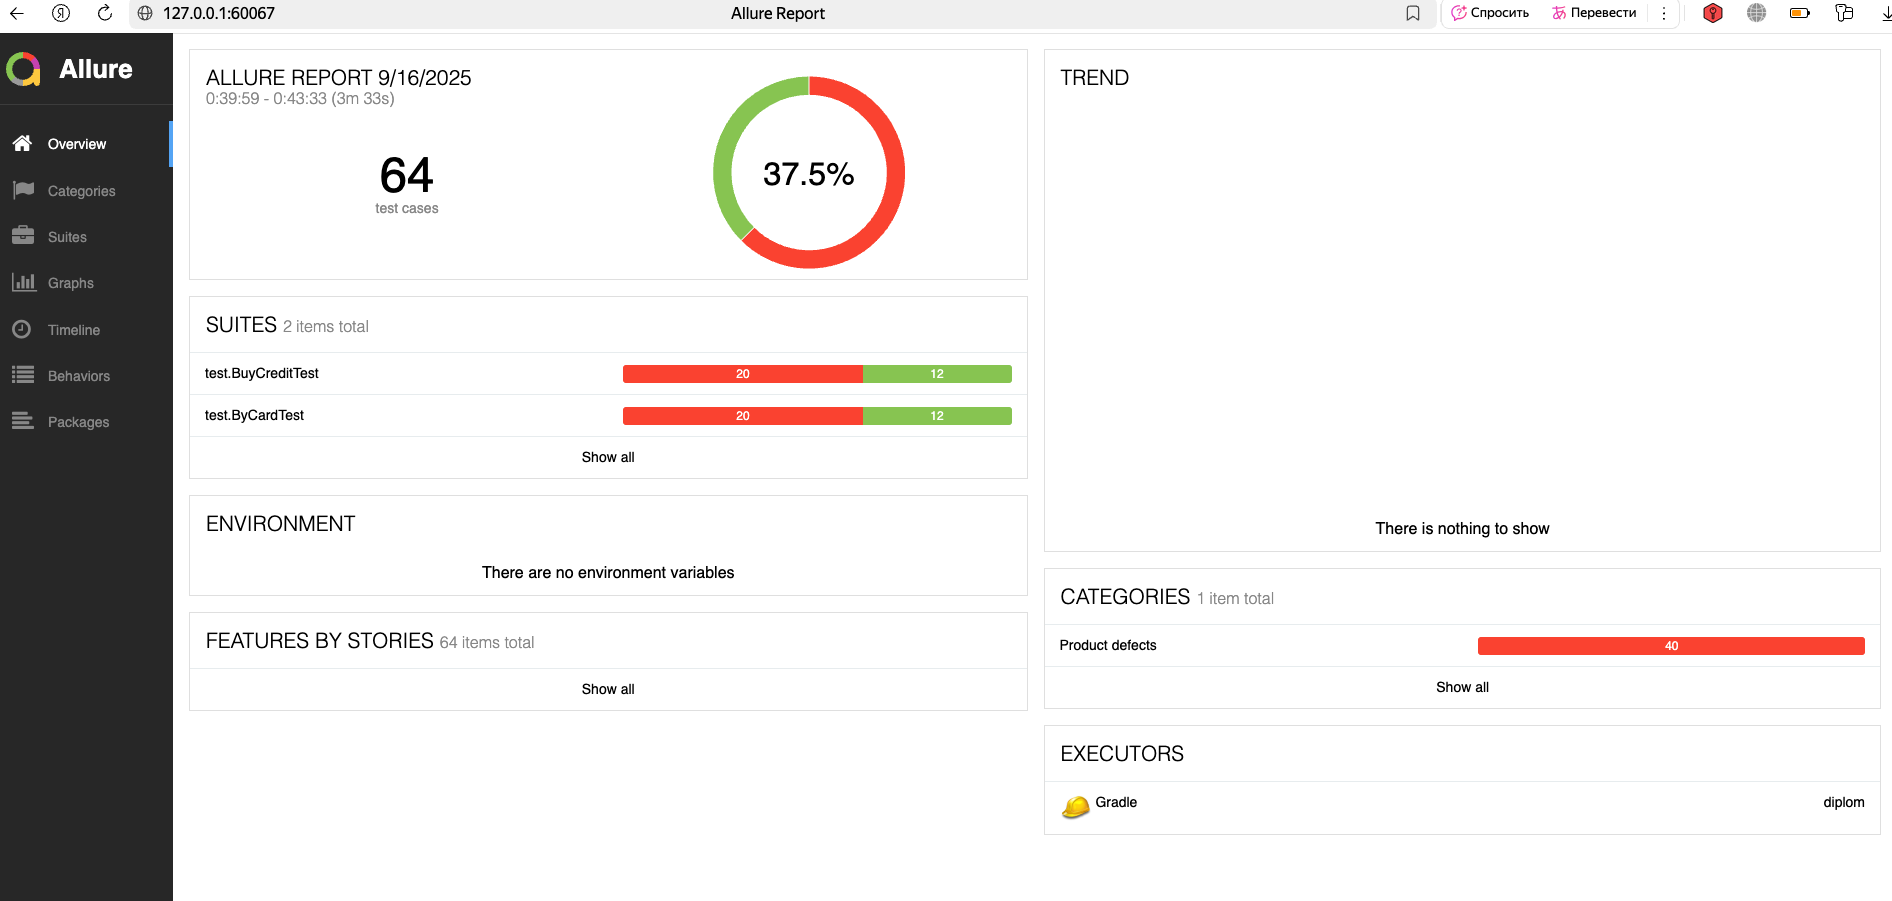 127.0.0.1:60067
Allure Report
Спросить
Перевести
Allure
Overview
Categories
Suites
Graphs
Timeline
Behaviors
Packages
ALLURE REPORT 9/16/2025
0:39:59 - 0:43:33 (3m 33s)
64
test cases
37.5%
SUITES 2 items total
test.BuyCreditTest 20 12
test.ByCardTest 20 12
Show all
ENVIRONMENT
There are no environment variables
FEATURES BY STORIES 64 items total
Show all
TREND
There is nothing to show
CATEGORIES 1 item total
Product defects 40
Show all
EXECUTORS
Gradle diplom